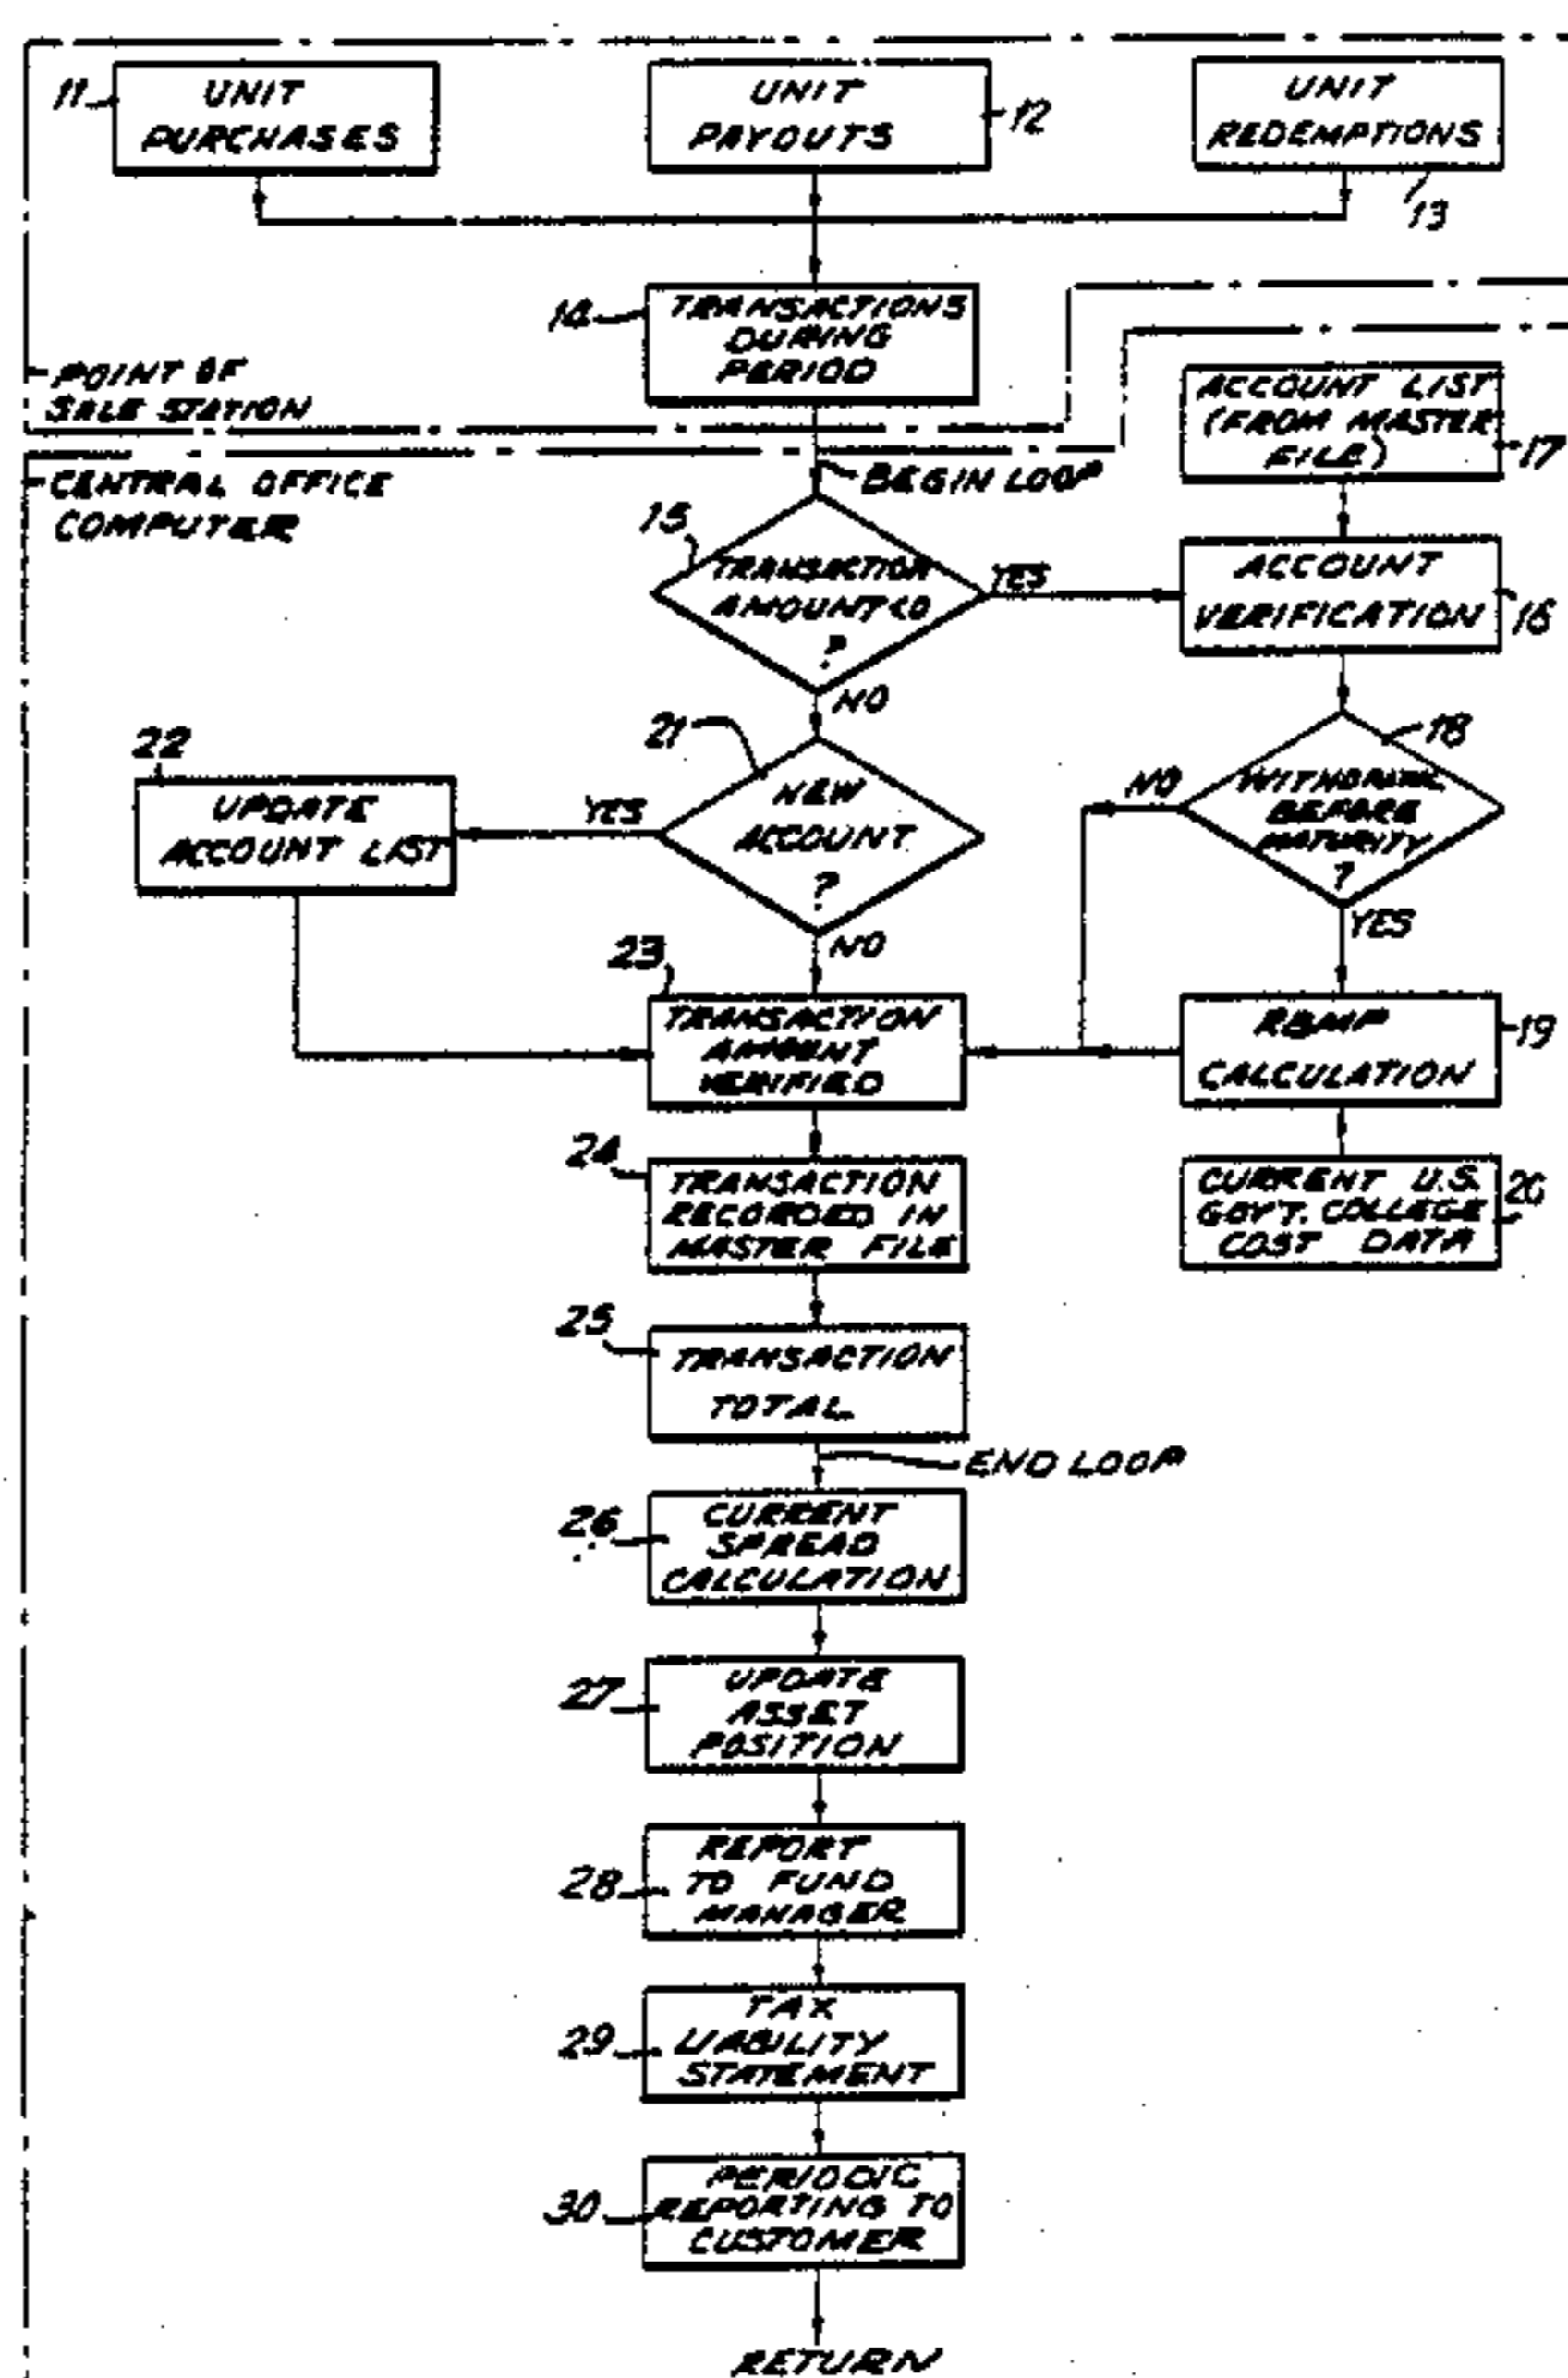 11
UNIT
PURCHASES
UNIT
PAYOUTS
12
UNIT
REDEMPTIONS
13
14
TRANSACTIONS
DURING
PERIOD
POINT OF
SALE STATION
ACCOUNT LIST
(FROM MASTER
FILE)
17
CENTRAL OFFICE
COMPUTER
BEGIN LOOP
15
TRANSACTION
AMOUNT<0
?
YES
NO
ACCOUNT
VERIFICATION
16
18
WITHDRAWL
BEFORE
MATURITY
?
NO
YES
21
NEW
ACCOUNT
?
YES
NO
22
UPDATE
ACCOUNT LIST
23
TRANSACTION
AMOUNT
VERIFIED
RBMP
CALCULATION
19
24
TRANSACTION
RECORDED IN
MASTER FILE
CURRENT U.S.
GOV'T. COLLEGE
COST DATA
20
25
TRANSACTION
TOTAL
END LOOP
26
CURRENT
SPREAD
CALCULATION
27
UPDATE
ASSET
POSITION
28
REPORT
TO FUND
MANAGER
29
TAX
LIABILITY
STATEMENT
30
PERIODIC
REPORTING TO
CUSTOMER
RETURN